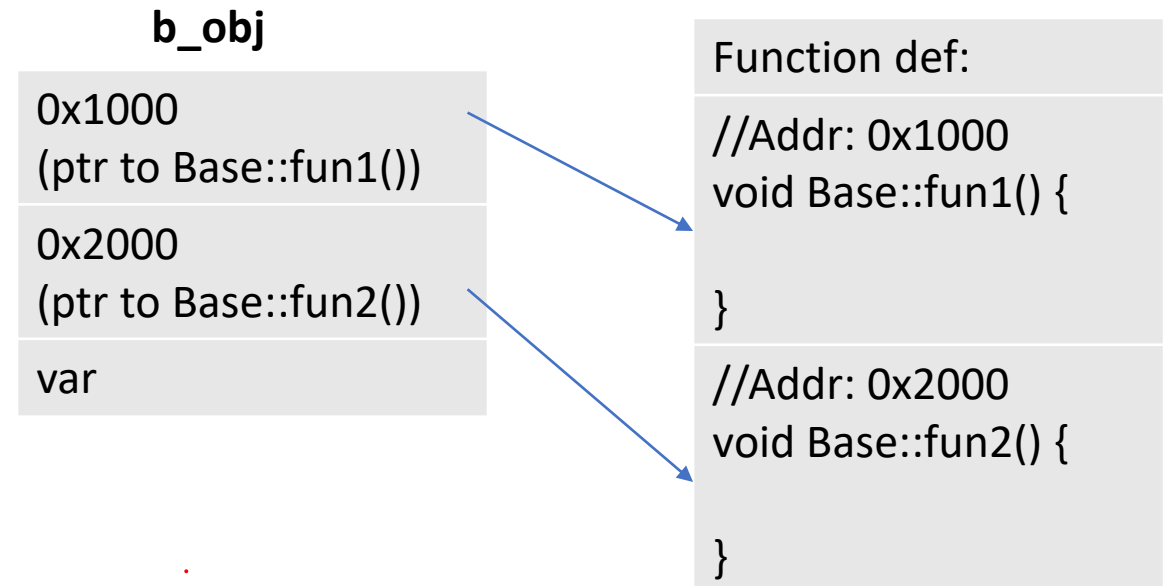 b_obj
0x1000
(ptr to Base::fun1())
0x2000
(ptr to Base::fun2())
var
Function def:
//Addr: 0x1000
void Base::fun1() {
}
//Addr: 0x2000
void Base::fun2() {
}